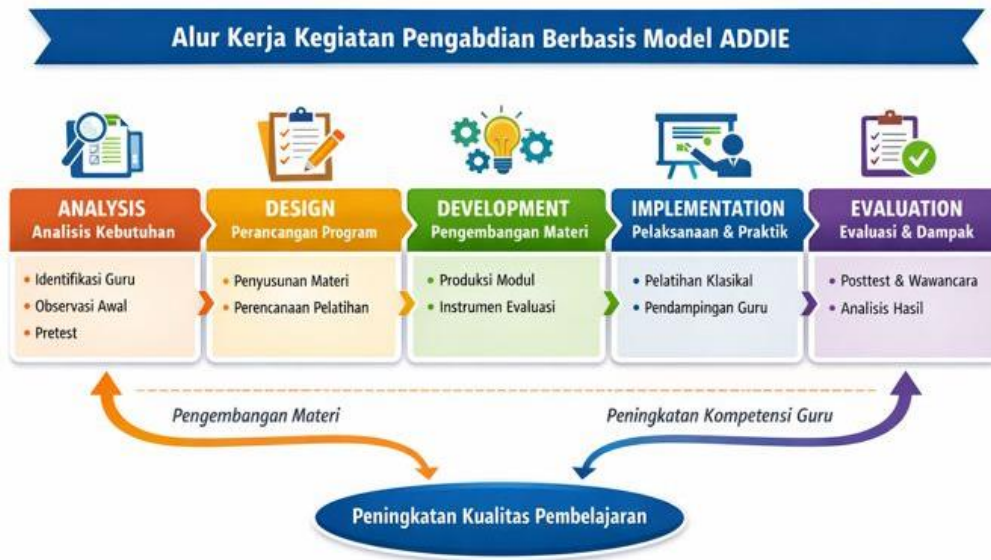 Alur Kerja Kegiatan Pengabdian Berbasis Model ADDIE
ANALYSIS
Analisis Kebutuhan
• Identifikasi Guru
• Observasi Awal
• Pretest
DESIGN
Perancangan Program
• Penyusunan Materi
• Perencanaan Pelatihan
DEVELOPMENT
Pengembangan Materi
• Produksi Modul
• Instrumen Evaluasi
IMPLEMENTATION
Pelaksanaan & Praktik
• Pelatihan Klasikal
• Pendampingan Guru
EVALUATION
Evaluasi & Dampak
• Posttest & Wawancara
• Analisis Hasil
Pengembangan Materi
Peningkatan Kompetensi Guru
Peningkatan Kualitas Pembelajaran